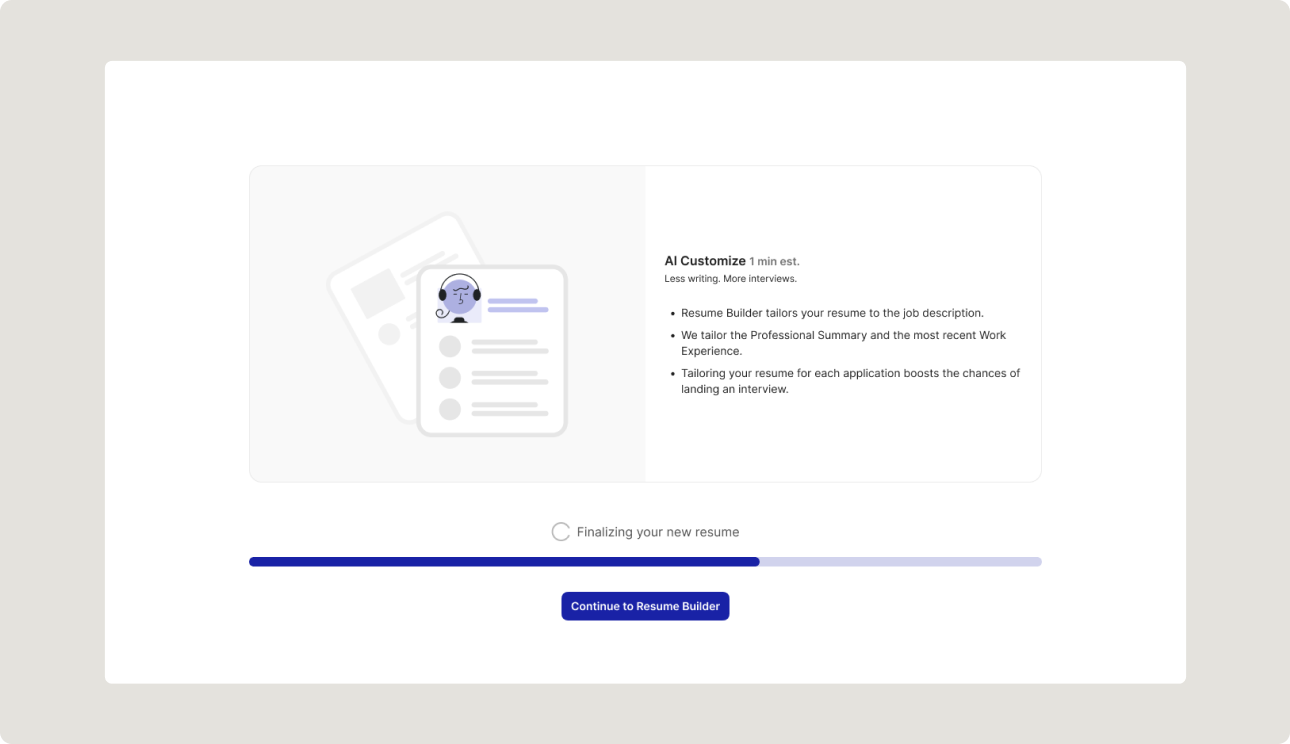 AI Customize 1 min est.
Less writing. More interviews.
• Resume Builder tailors your resume to the job description.
• We tailor the Professional Summary and the most recent Work
Experience.
• Tailoring your resume for each application boosts the chances of
landing an interview.
Finalizing your new resume
Continue to Resume Builder